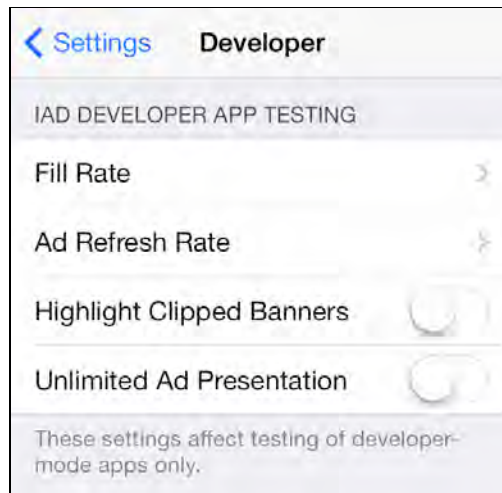 Settings Developer
IAD DEVELOPER APP TESTING
Fill Rate
Ad Refresh Rate
Highlight Clipped Banners
Unlimited Ad Presentation
These settings affect testing of developer-
mode apps only.